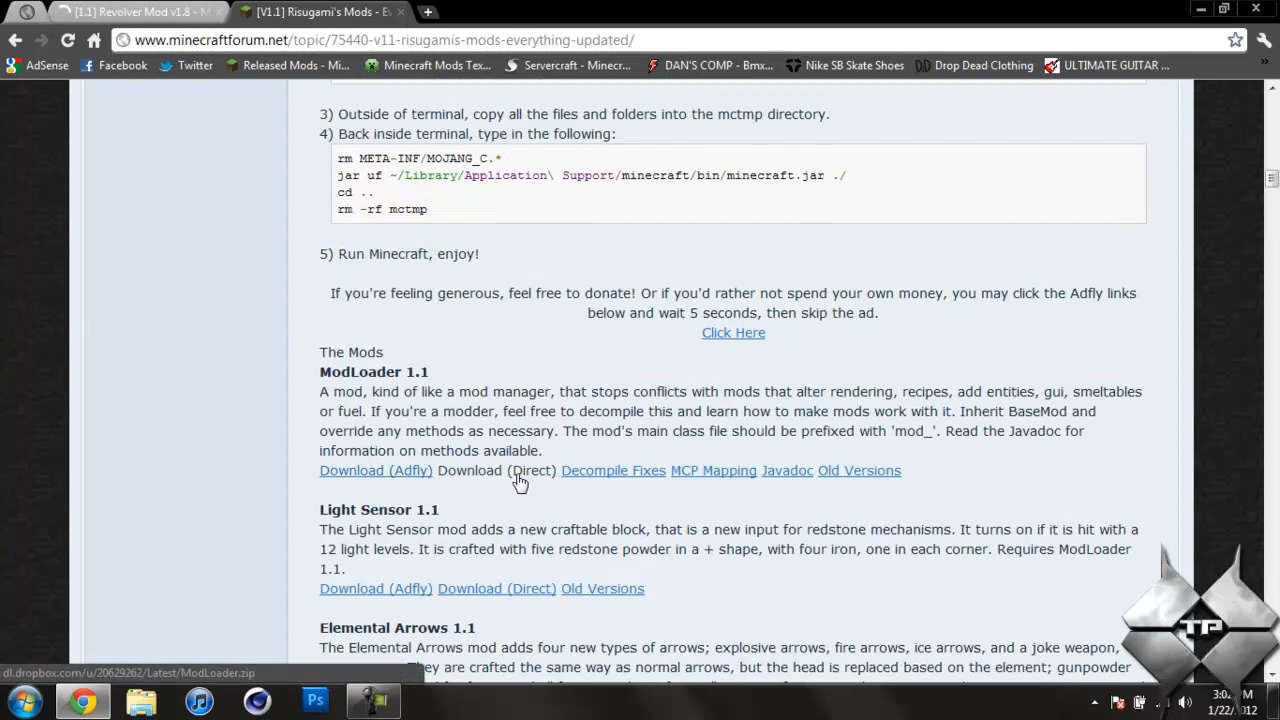 [1.1] Revolver Mod v1.8 - M
[V1.1] Risugami's Mods - Ev
www.minecraftforum.net/topic/75440-v11-risugamis-mods-everything-updated/
AdSense
Facebook
Twitter
Released Mods - Mi...
Minecraft Mods Tex...
Servercraft - Minecr...
DAN'S COMP - Bmx...
Nike SB Skate Shoes
Drop Dead Clothing
ULTIMATE GUITAR ...
3) Outside of terminal, copy all the files and folders into the mctmp directory.
4) Back inside terminal, type in the following:
rm META-INF/MOJANG_C.*
jar uf ~/Library/Application\ Support/minecraft/bin/minecraft.jar ./
cd ..
rm -rf mctmp
5) Run Minecraft, enjoy!
If you're feeling generous, feel free to donate! Or if you'd rather not spend your own money, you may click the Adfly links
below and wait 5 seconds, then skip the ad.
Click Here
The Mods
ModLoader 1.1
A mod, kind of like a mod manager, that stops conflicts with mods that alter rendering, recipes, add entities, gui, smeltables
or fuel. If you're a modder, feel free to decompile this and learn how to make mods work with it. Inherit BaseMod and
override any methods as necessary. The mod's main class file should be prefixed with 'mod_'. Read the Javadoc for
information on methods available.
Download (Adfly) Download (Direct) Decompile Fixes MCP Mapping Javadoc Old Versions
Light Sensor 1.1
The Light Sensor mod adds a new craftable block, that is a new input for redstone mechanisms. It turns on if it is hit with a
12 light levels. It is crafted with five redstone powder in a + shape, with four iron, one in each corner. Requires ModLoader
1.1.
Download (Adfly) Download (Direct) Old Versions
Elemental Arrows 1.1
The Elemental Arrows mod adds four new types of arrows; explosive arrows, fire arrows, ice arrows, and a joke weapon,
They are crafted the same way as normal arrows, but the head is replaced based on the element; gunpowder
dl.dropbox.com/u/20629262/Latest/ModLoader.zip
TP
Ps
1/22/2012